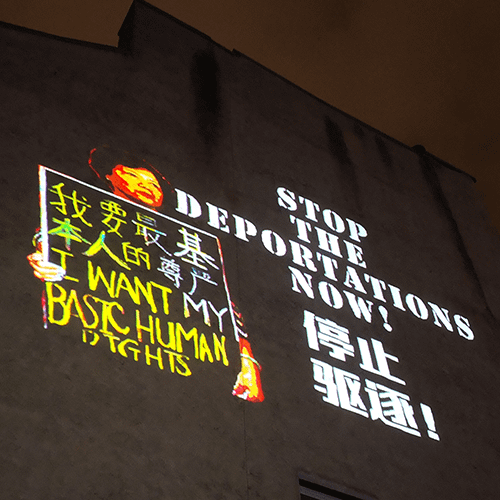 我要最基
本人的尊严
I WANT MY
BASIC HUMAN
RIGHTS
STOP
THE
DEPORTATIONS
NOW!
停止
驱逐!